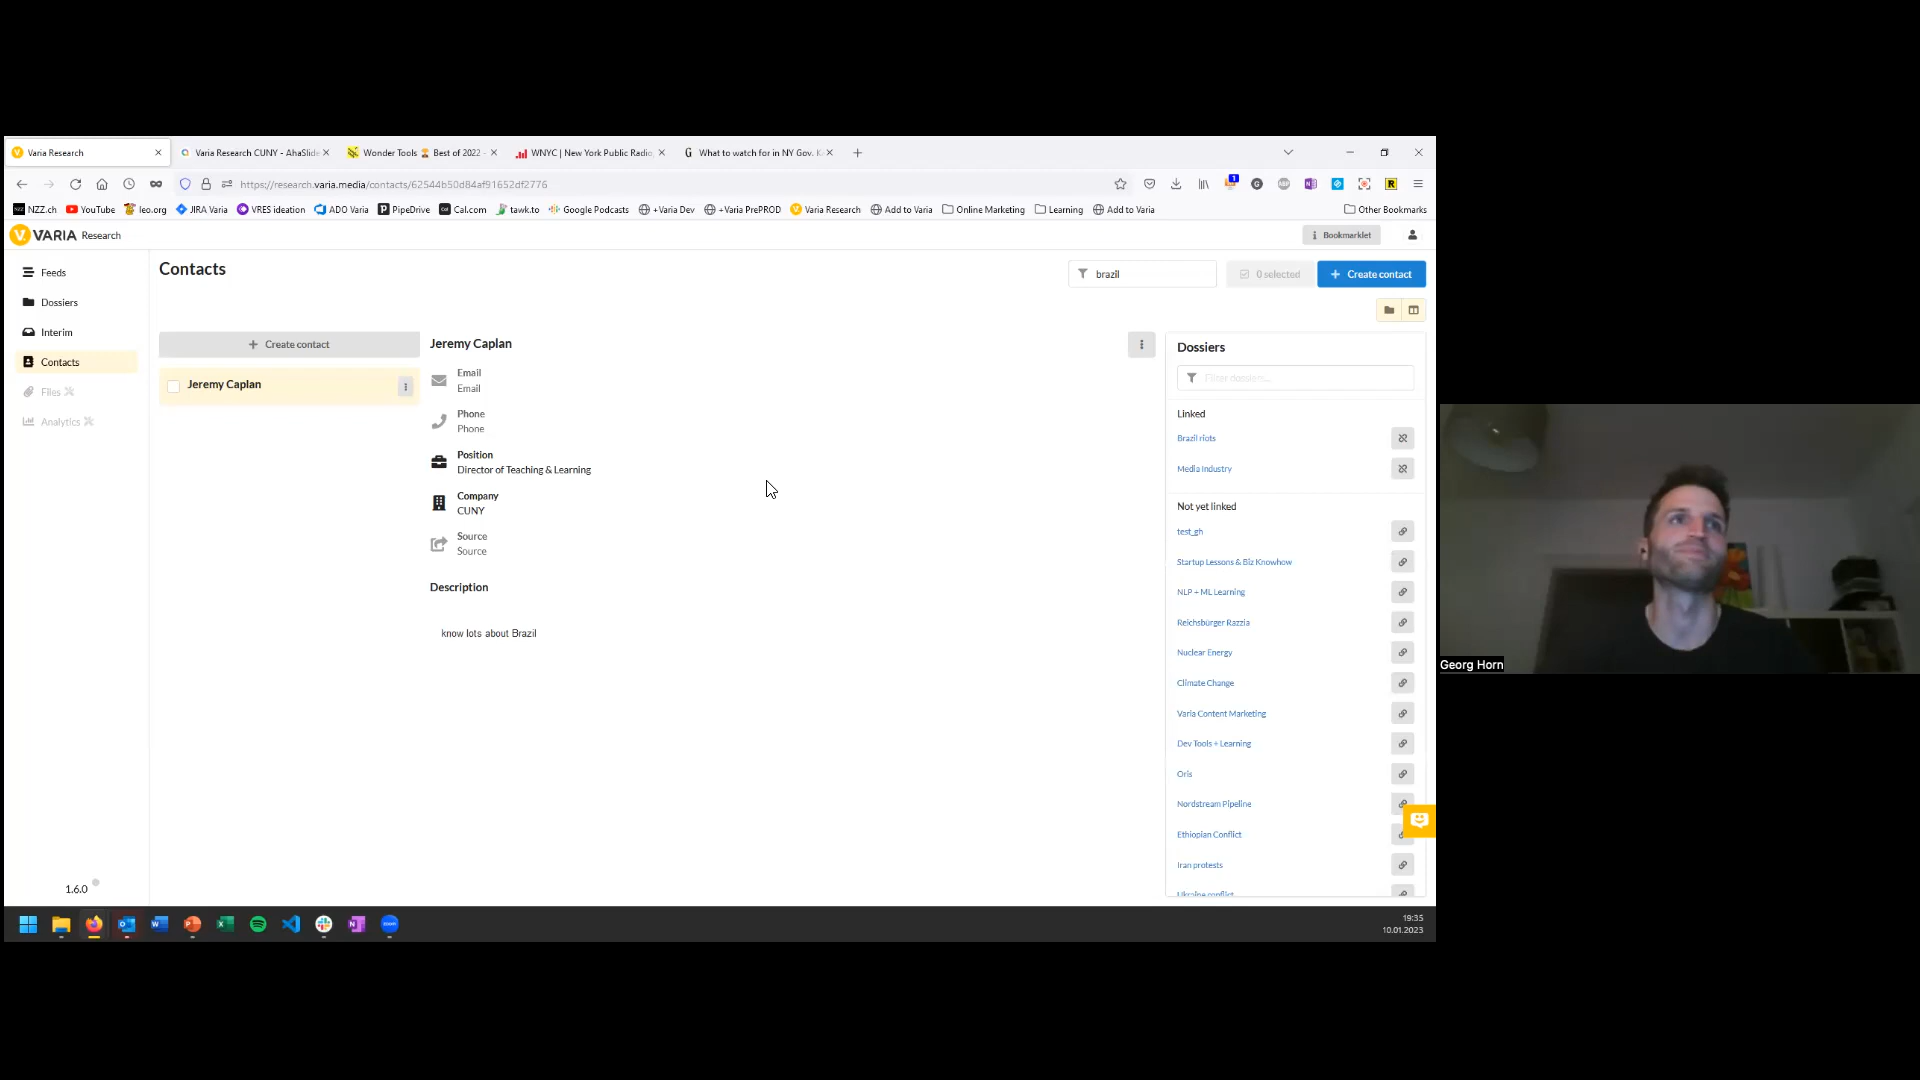 Varia Research
Varia Research CUNY - AhaSlide
Wonder Tools ⏳ Best of 2022 -
WNYC | New York Public Radio,
What to watch for in NY Gov. K
https://research.varia.media/contacts/62544b50d84af91652df2776
1
NZZ.ch
YouTube
leo.org
JIRA Varia
VRES ideation
ADO Varia
PipeDrive
Cal.com
tawk.to
Google Podcasts
+Varia Dev
+Varia PrePROD
Varia Research
Add to Varia
Online Marketing
Learning
Add to Varia
Other Bookmarks
VARIA Research
Bookmarklet
Feeds
Dossiers
Interim
Contacts
Files
Analytics
1.6.0
Contacts
brazil
0 selected
+ Create contact
+ Create contact
Jeremy Caplan
Jeremy Caplan
Email
Email
Phone
Phone
Position
Director of Teaching & Learning
Company
CUNY
Source
Source
Description
know lots about Brazil
Dossiers
Filter dossiers...
Linked
Brazil riots
Media Industry
Not yet linked
test_gh
Startup Lessons & Biz Knowhow
NLP + ML Learning
Reichsbürger Razzia
Nuclear Energy
Climate Change
Varia Content Marketing
Dev Tools + Learning
Oris
Nordstream Pipeline
Ethiopian Conflict
Iran protests
Ukraine conflict
19:35
10.01.2023
Georg Horn